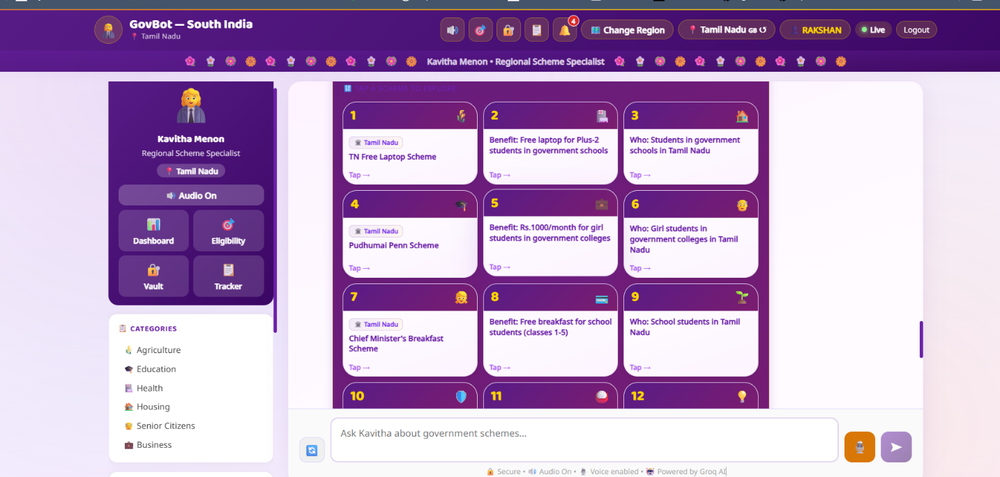 GovBot — South India
Tamil Nadu
4
Change Region
Tamil Nadu GB ↺
RAKSHAN
Live
Logout
Kavitha Menon • Regional Scheme Specialist
Kavitha Menon
Regional Scheme Specialist
Tamil Nadu
Audio On
Dashboard
Eligibility
Vault
Tracker
CATEGORIES
Agriculture
Education
Health
Housing
Senior Citizens
Business
TAP A SCHEME TO EXPLORE
1
Tamil Nadu
TN Free Laptop Scheme
Tap →
2
Benefit: Free laptop for Plus-2
students in government schools
Tap →
3
Who: Students in government
schools in Tamil Nadu
Tap →
4
Tamil Nadu
Pudhumai Penn Scheme
Tap →
5
Benefit: Rs.1000/month for girl
students in government colleges
Tap →
6
Who: Girl students in
government colleges in Tamil
Nadu
Tap →
7
Tamil Nadu
Chief Minister's Breakfast
Scheme
Tap →
8
Benefit: Free breakfast for school
students (classes 1-5)
Tap →
9
Who: School students in Tamil
Nadu
Tap →
10
11
12
Ask Kavitha about government schemes...
Secure • Audio On • Voice enabled • Powered by Groq AI